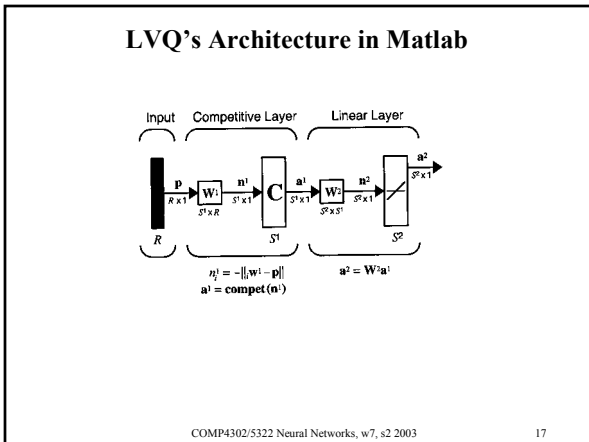 LVQ's Architecture in Matlab
Input Competitive Layer Linear Layer
p R x 1 W¹ S¹ x R n¹ S¹ x 1 C a¹ S¹ x 1 W² S² x S¹ n² S² x 1 a² S² x 1
R S¹ S²
nᵢ¹ = -||ᵢw¹ - p|| a² = W²a¹
a¹ = compet(n¹)
COMP4302/5322 Neural Networks, w7, s2 2003 17